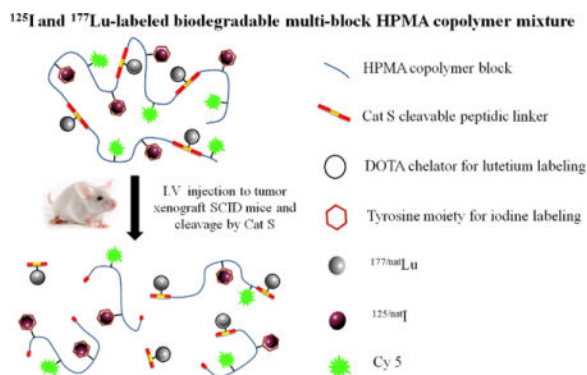 ¹²⁵I and ¹⁷⁷Lu-labeled biodegradable multi-block HPMA copolymer mixture
HPMA copolymer block
Cat S cleavable peptidic linker
DOTA chelator for lutetium labeling
I.V injection to tumor
xenograft SCID mice and
cleavage by Cat S
Tyrosine moiety for iodine labeling
¹⁷⁷/ⁿᵃᵗLu
¹²⁵/ⁿᵃᵗI
Cy 5